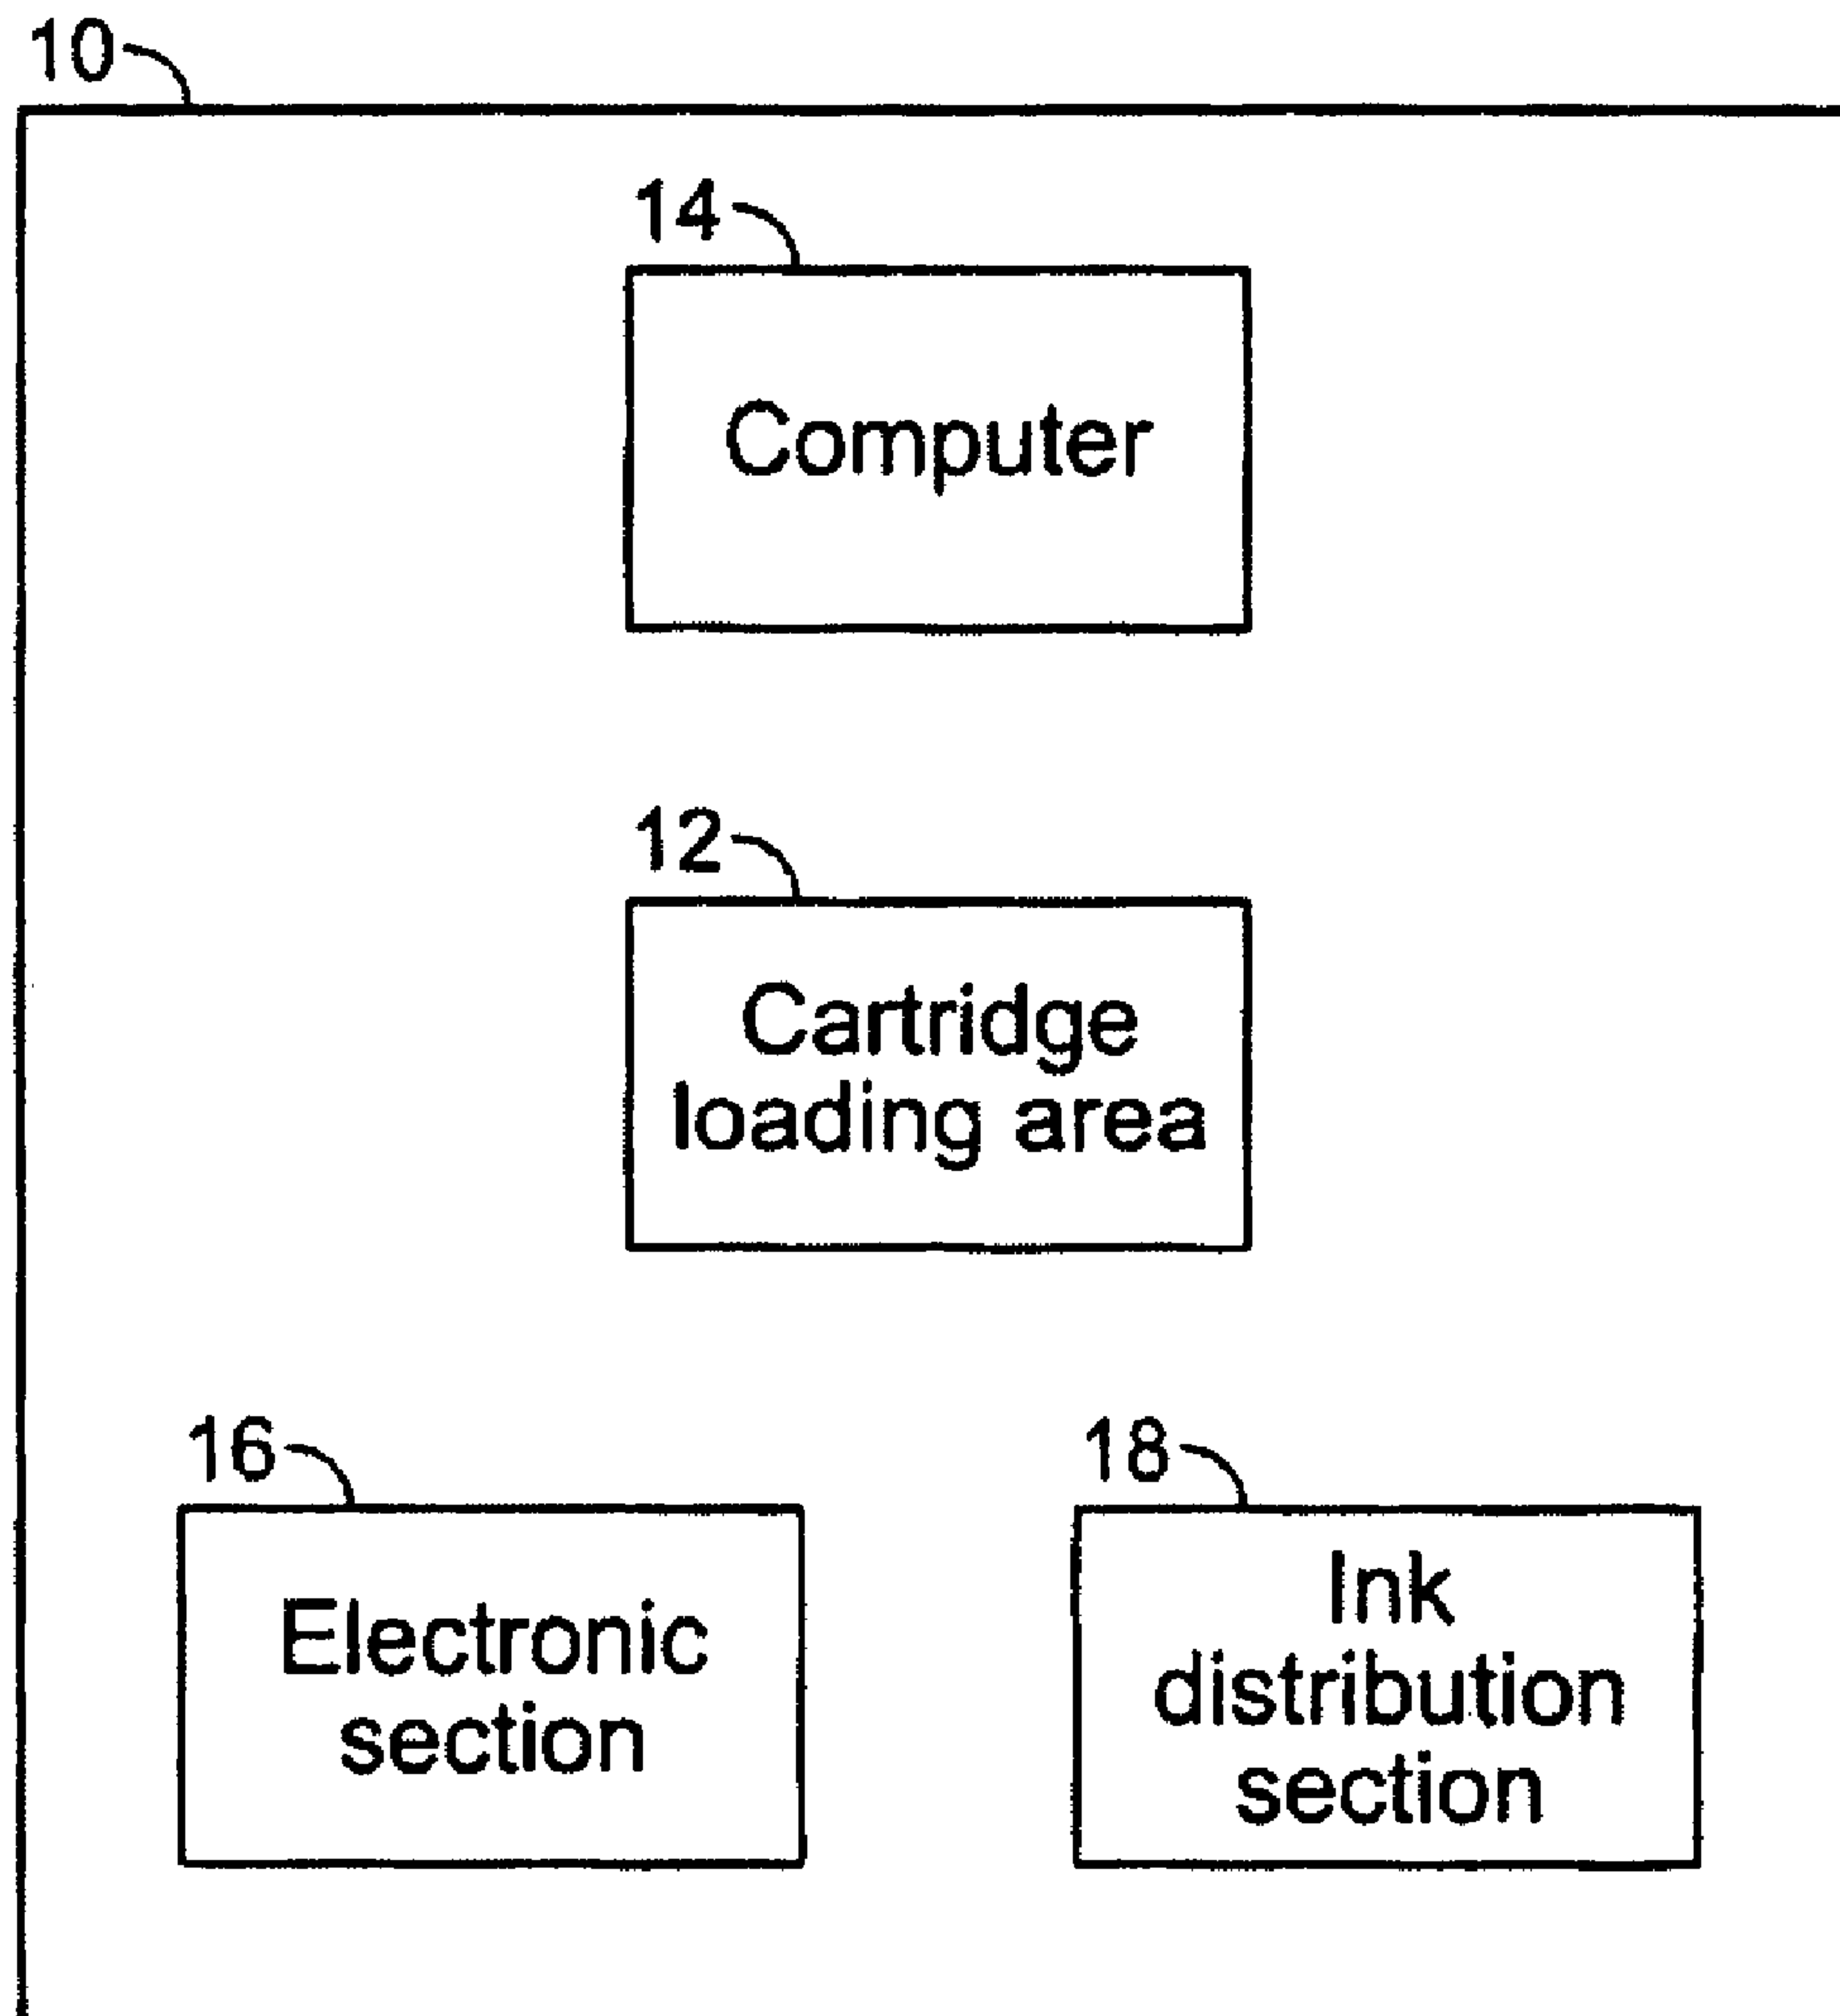 10
14
Computer
12
Cartridge
loading area
16
Electronic
section
18
Ink
distribution
section